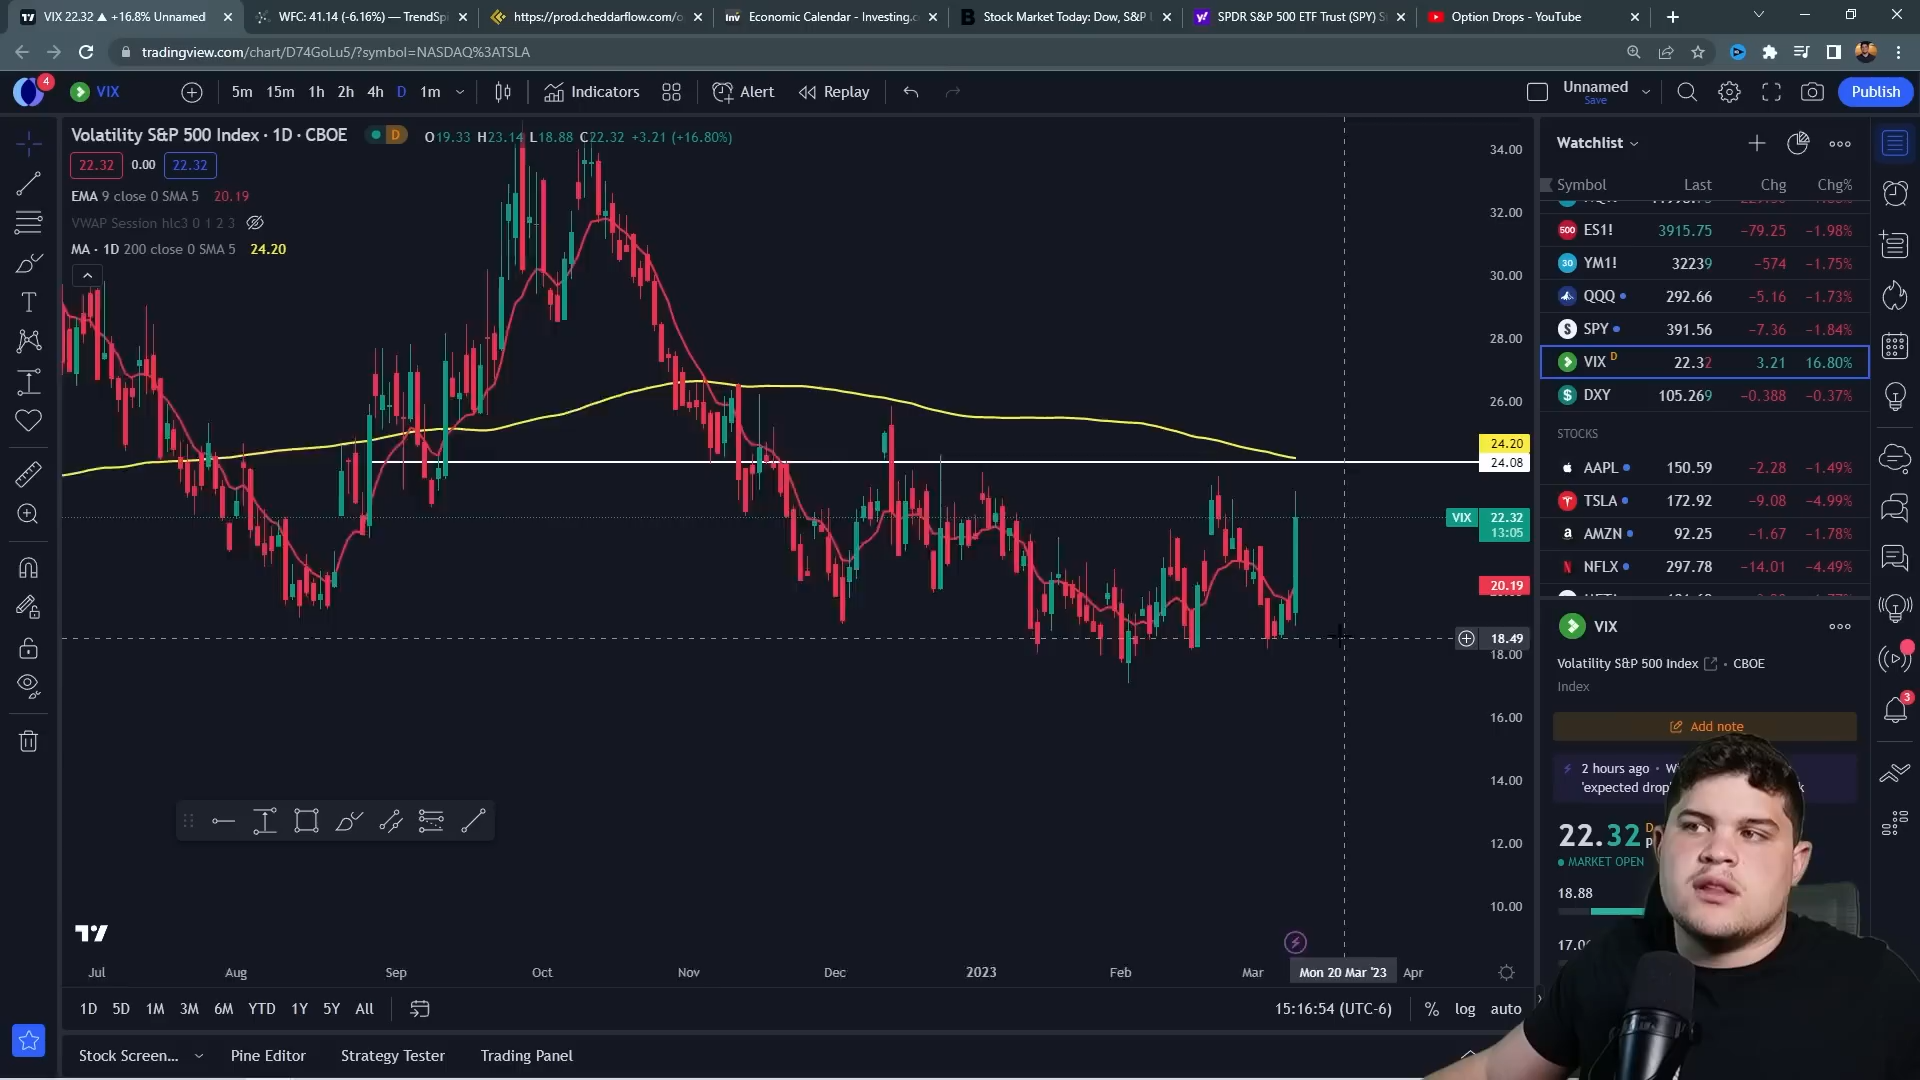 VIX 22.32 ▲ +16.8% Unnamed
WFC: 41.14 (-6.16%) — TrendSpi
https://prod.cheddarflow.com/o
Economic Calendar - Investing.c
Stock Market Today: Dow, S&P
SPDR S&P 500 ETF Trust (SPY) S
Option Drops - YouTube
tradingview.com/chart/D74GoLu5/?symbol=NASDAQ%3ATSLA
4
VIX
5m 15m 1h 2h 4h D 1m
Indicators
Alert
Replay
Unnamed
Save
Publish
Volatility S&P 500 Index · 1D · CBOE
D
O19.33 H23.14 L18.88 C22.32 +3.21 (+16.80%)
22.32 0.00 22.32
EMA 9 close 0 SMA 5 20.19
VWAP Session hlc3 0 1 2 3
MA · 1D 200 close 0 SMA 5 24.20
34.00
32.00
30.00
28.00
26.00
24.20
24.08
VIX 22.32
13:05
20.19
18.49
18.00
16.00
14.00
12.00
10.00
Jul Aug Sep Oct Nov Dec 2023 Feb Mar Mon 20 Mar '23 Apr
1D 5D 1M 3M 6M YTD 1Y 5Y All
15:16:54 (UTC-6) % log auto
Stock Screen... Pine Editor Strategy Tester Trading Panel
Watchlist
Symbol Last Chg Chg%
500 ES1! 3915.75 −79.25 −1.98%
30 YM1! 32239 −574 −1.75%
QQQ 292.66 −5.16 −1.73%
SPY 391.56 −7.36 −1.84%
VIX D 22.32 3.21 16.80%
DXY 105.269 −0.388 −0.37%
STOCKS
AAPL 150.59 −2.28 −1.49%
TSLA 172.92 −9.08 −4.99%
AMZN 92.25 −1.67 −1.78%
NFLX 297.78 −14.01 −4.49%
VIX
Volatility S&P 500 Index · CBOE
Index
Add note
2 hours ago ·
'expected drop
22.32 D
MARKET OPEN
18.88
3